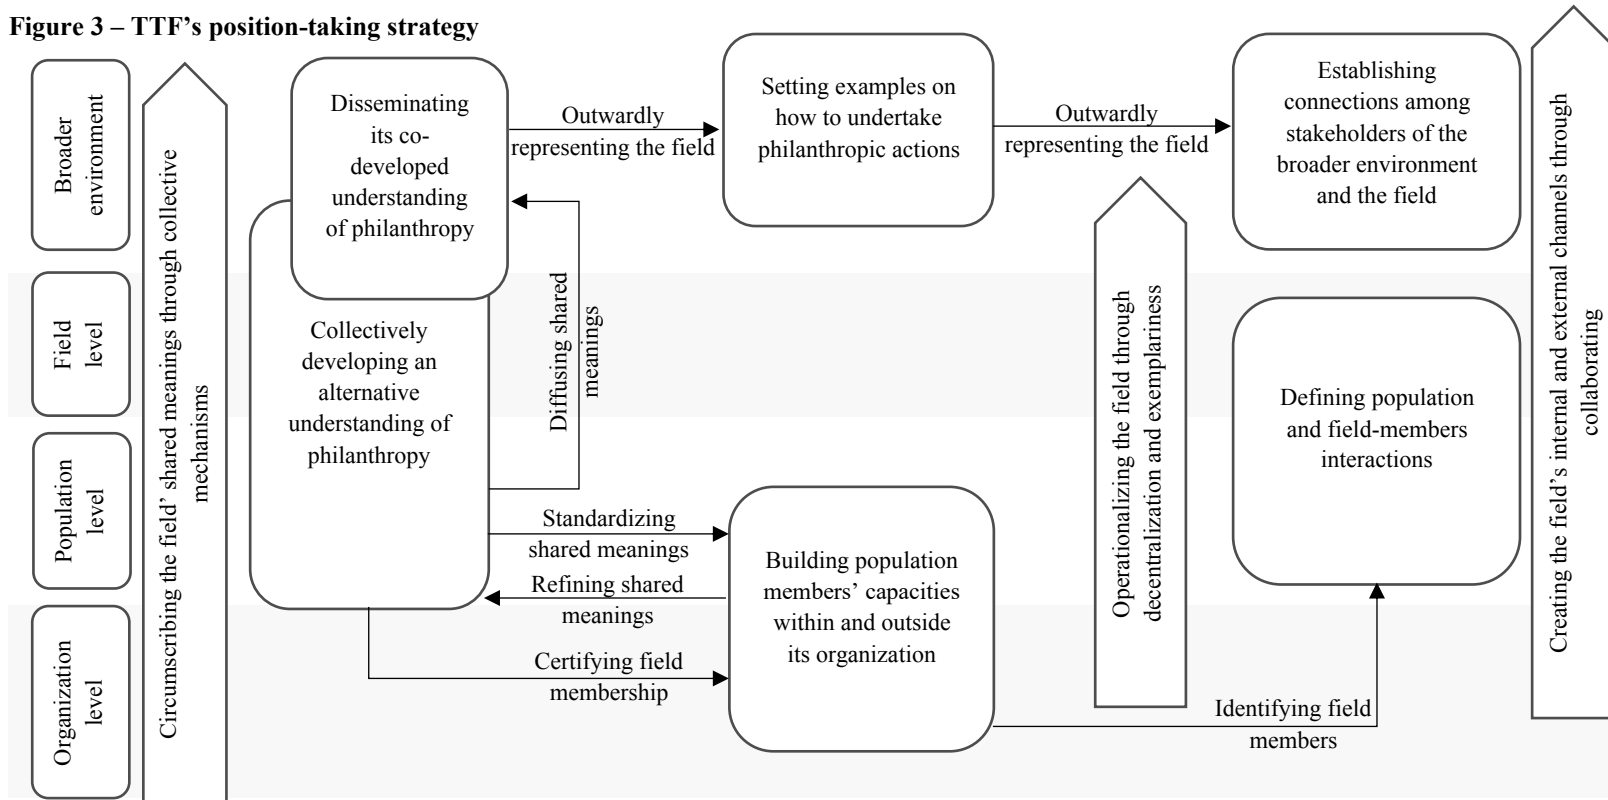 Figure 3 – TTF's position-taking strategy
Broader
environment
Field
level
Population
level
Organization
level
Circumscribing the field' shared meanings through collective
mechanisms
Disseminating
its co-
developed
understanding
of philanthropy
Collectively
developing an
alternative
understanding of
philanthropy
Outwardly
representing the field
Setting examples on
how to undertake
philanthropic actions
Outwardly
representing the field
Establishing
connections among
stakeholders of the
broader environment
and the field
Diffusing shared
meanings
Standardizing
shared meanings
Refining shared
meanings
Certifying field
membership
Building population
members' capacities
within and outside
its organization
Operationalizing the field through
decentralization and exemplariness
Defining population
and field-members
interactions
Identifying field
members
Creating the field's internal and external channels through
collaborating